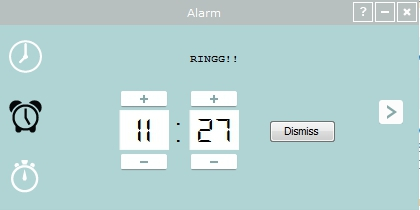 Alarm
? − ×
RINGG!!
+ +
11 : 27
Dismiss
− −